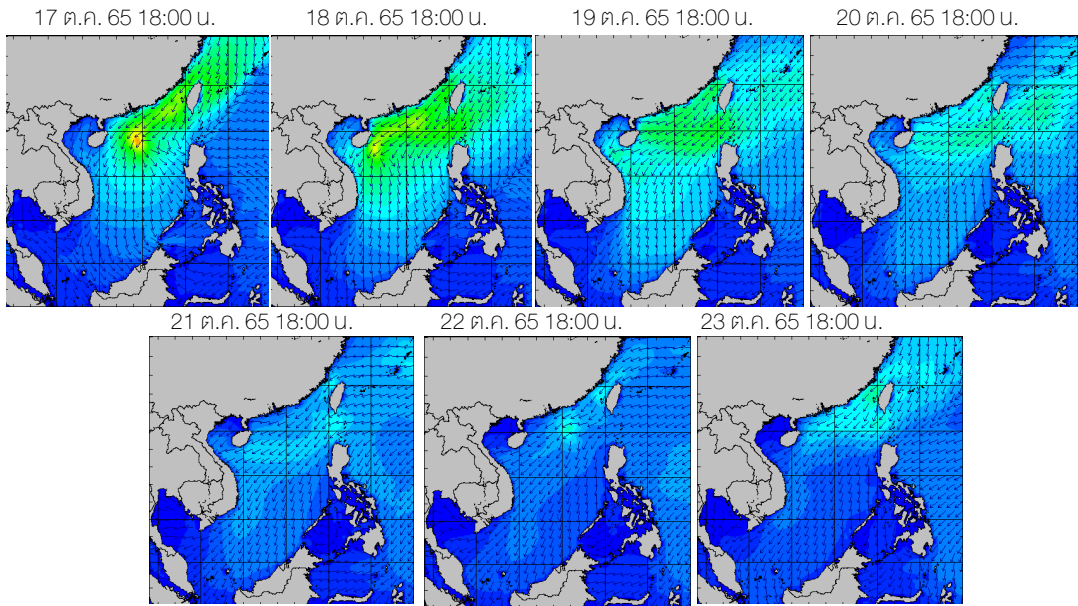 17 ต.ค. 65 18:00 น.
18 ต.ค. 65 18:00 น.
19 ต.ค. 65 18:00 น.
20 ต.ค. 65 18:00 น.
21 ต.ค. 65 18:00 น.
22 ต.ค. 65 18:00 น.
23 ต.ค. 65 18:00 น.